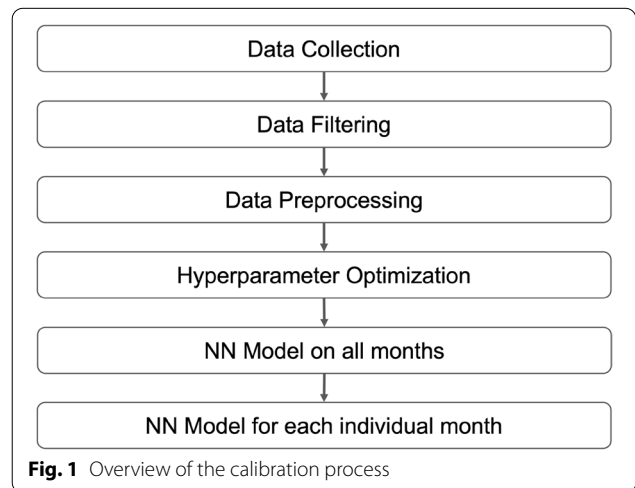 Data Collection
Data Filtering
Data Preprocessing
Hyperparameter Optimization
NN Model on all months
NN Model for each individual month
Fig. 1 Overview of the calibration process